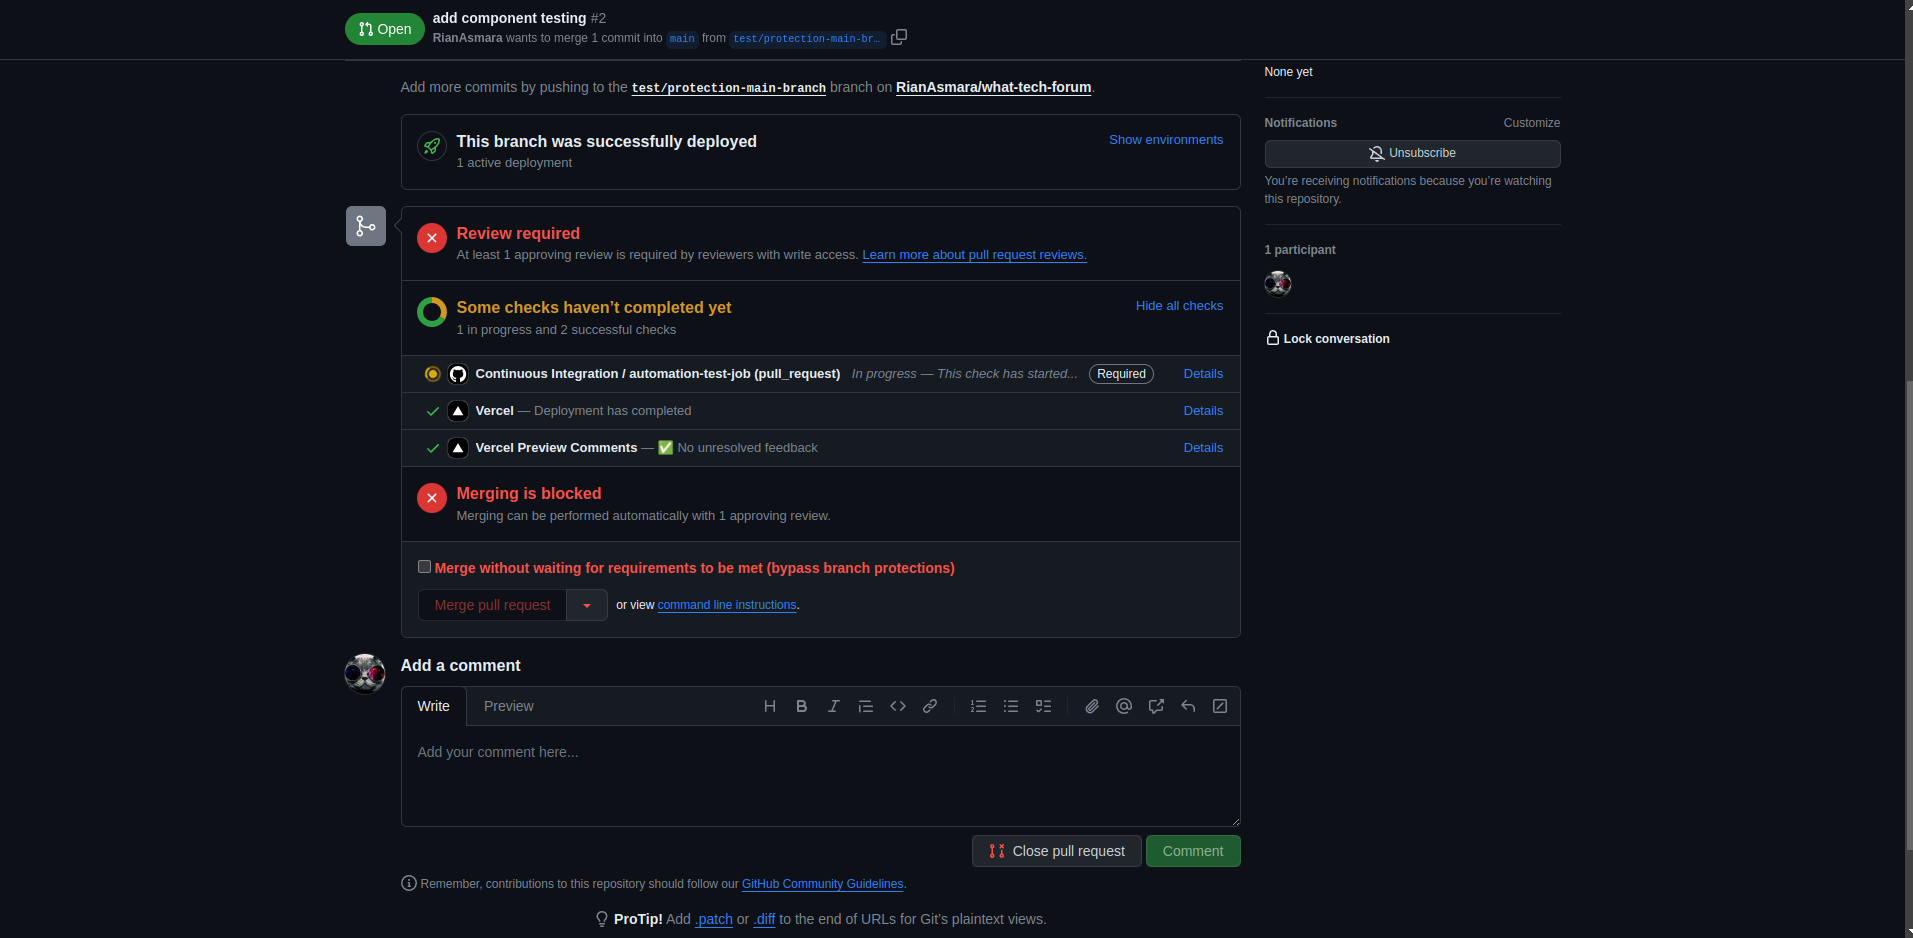 Open
add component testing #2
RianAsmara wants to merge 1 commit into main from test/protection-main-br…
Add more commits by pushing to the test/protection-main-branch branch on RianAsmara/what-tech-forum.
This branch was successfully deployed
Show environments
1 active deployment
Review required
At least 1 approving review is required by reviewers with write access. Learn more about pull request reviews.
Some checks haven’t completed yet
Hide all checks
1 in progress and 2 successful checks
Continuous Integration / automation-test-job (pull_request) In progress — This check has started... Required Details
Vercel — Deployment has completed Details
Vercel Preview Comments — ✅ No unresolved feedback Details
Merging is blocked
Merging can be performed automatically with 1 approving review.
Merge without waiting for requirements to be met (bypass branch protections)
Merge pull request or view command line instructions.
Add a comment
Write Preview
Add your comment here...
Close pull request Comment
Remember, contributions to this repository should follow our GitHub Community Guidelines.
ProTip! Add .patch or .diff to the end of URLs for Git’s plaintext views.
None yet
Notifications Customize
Unsubscribe
You’re receiving notifications because you’re watching
this repository.
1 participant
Lock conversation